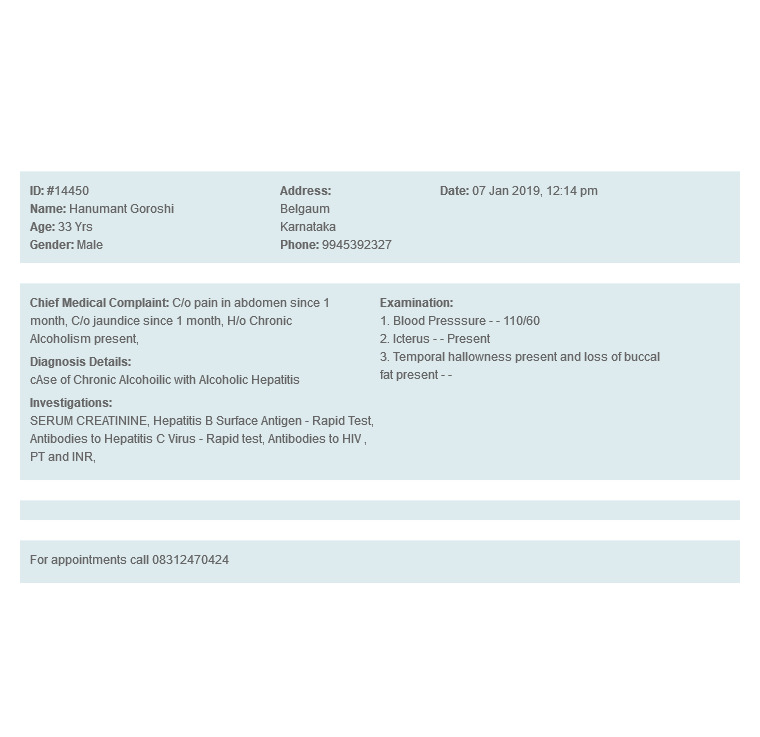 ID: #14450
Name: Hanumant Goroshi
Age: 33 Yrs
Gender: Male
Address:
Belgaum
Karnataka
Phone: 9945392327
Date: 07 Jan 2019, 12:14 pm
Chief Medical Complaint: C/o pain in abdomen since 1
month, C/o jaundice since 1 month, H/o Chronic
Alcoholism present,
Diagnosis Details:
cAse of Chronic Alcohoilic with Alcoholic Hepatitis
Investigations:
SERUM CREATININE, Hepatitis B Surface Antigen - Rapid Test,
Antibodies to Hepatitis C Virus - Rapid test, Antibodies to HIV ,
PT and INR,
Examination:
1. Blood Presssure - - 110/60
2. Icterus - - Present
3. Temporal hallowness present and loss of buccal
fat present - -
For appointments call 08312470424